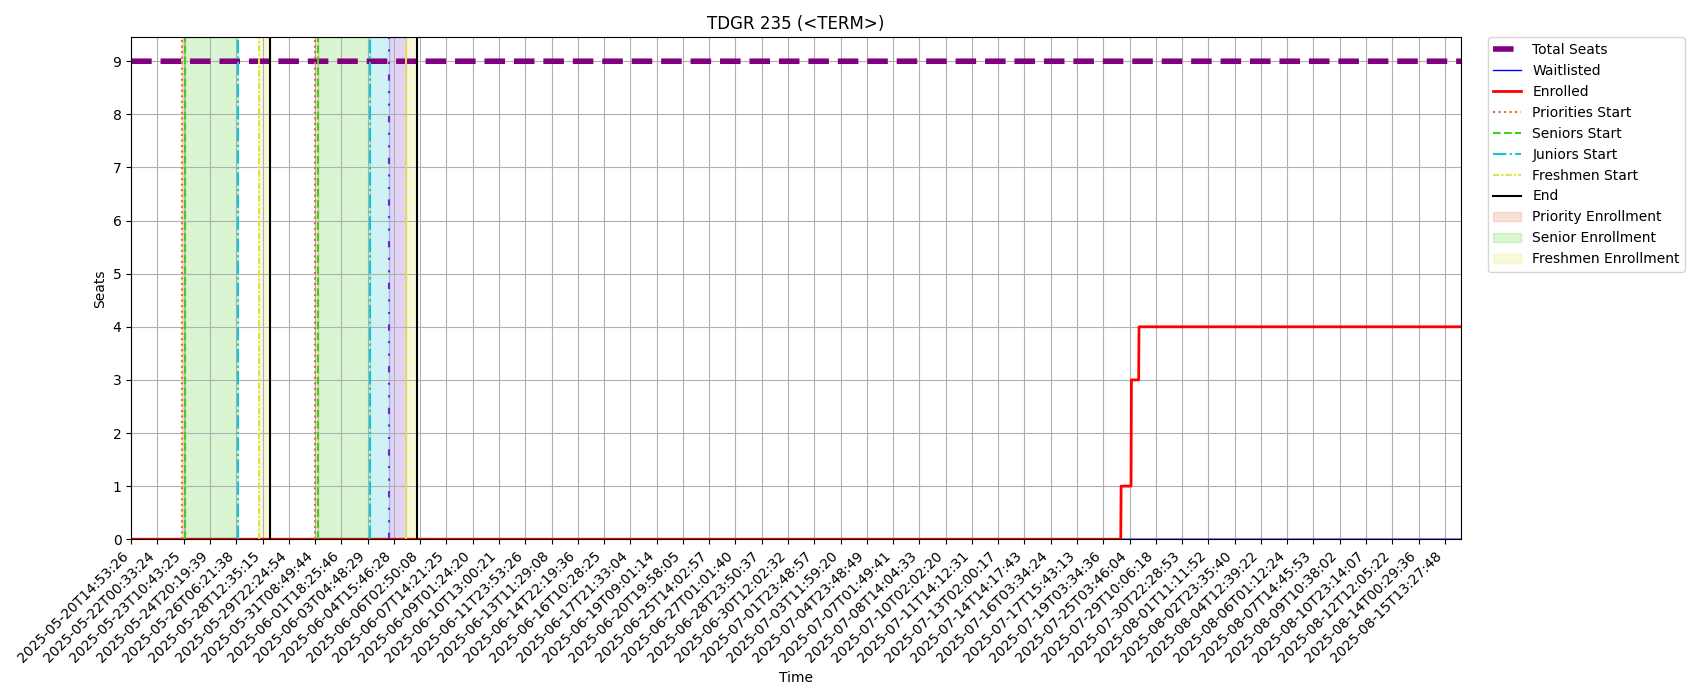 TDGR 235 (<TERM>)
Seats
9
8
7
6
5
4
3
2
1
0
2025-05-20T14:53:26
2025-05-22T00:33:24
2025-05-23T10:43:25
2025-05-24T20:19:39
2025-05-26T06:21:38
2025-05-28T12:35:15
2025-05-29T22:24:54
2025-05-31T08:49:44
2025-06-01T18:25:46
2025-06-03T04:48:29
2025-06-04T15:46:28
2025-06-06T02:50:08
2025-06-07T14:21:25
2025-06-09T01:24:20
2025-06-10T13:00:21
2025-06-11T23:53:26
2025-06-13T11:29:08
2025-06-14T22:19:36
2025-06-16T10:28:25
2025-06-17T21:33:04
2025-06-19T09:01:14
2025-06-20T19:58:05
2025-06-25T14:02:57
2025-06-27T01:01:40
2025-06-28T23:50:37
2025-06-30T12:02:32
2025-07-01T23:48:57
2025-07-03T11:59:20
2025-07-04T23:48:49
2025-07-07T01:49:41
2025-07-08T14:04:33
2025-07-10T02:02:20
2025-07-11T14:12:31
2025-07-13T02:00:17
2025-07-14T14:17:43
2025-07-16T03:34:24
2025-07-17T15:43:13
2025-07-19T03:34:36
2025-07-25T03:46:04
2025-07-29T10:06:18
2025-07-30T22:28:53
2025-08-01T11:11:52
2025-08-02T23:35:40
2025-08-04T12:39:22
2025-08-06T01:12:24
2025-08-07T14:45:53
2025-08-09T10:38:02
2025-08-10T23:14:07
2025-08-12T12:05:22
2025-08-14T00:29:36
2025-08-15T13:27:48
Time
Total Seats
Waitlisted
Enrolled
Priorities Start
Seniors Start
Juniors Start
Freshmen Start
End
Priority Enrollment
Senior Enrollment
Freshmen Enrollment